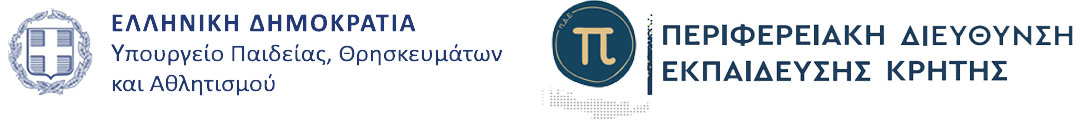 ΕΛΛΗΝΙΚΗ ΔΗΜΟΚΡΑΤΙΑ
Υπουργείο Παιδείας, Θρησκευμάτων
και Αθλητισμού
Π.Δ.Ε
π
ΠΕΡΙΦΕΡΕΙΑΚΗ ΔΙΕΥΘΥΝΣΗ
ΕΚΠΑΙΔΕΥΣΗΣ ΚΡΗΤΗΣ